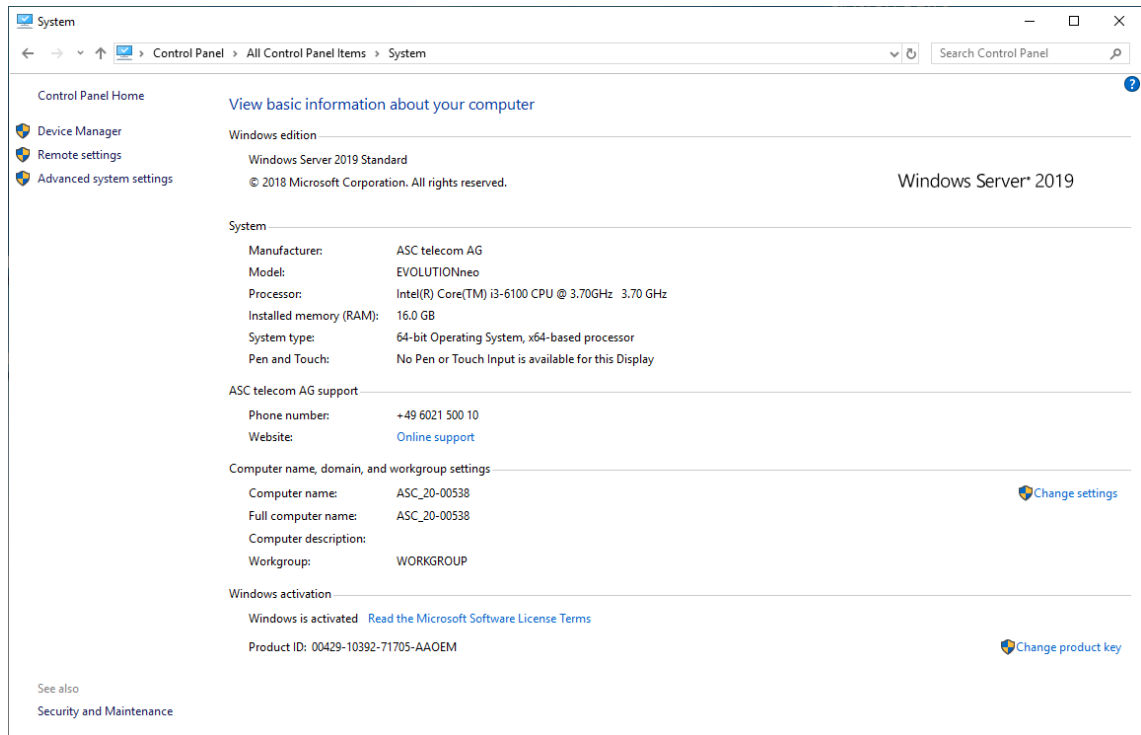 System
Control Panel > All Control Panel Items > System
Search Control Panel
Control Panel Home
Device Manager
Remote settings
Advanced system settings
View basic information about your computer
Windows edition
Windows Server 2019 Standard
© 2018 Microsoft Corporation. All rights reserved.
Windows Server® 2019
System
Manufacturer: ASC telecom AG
Model: EVOLUTIONneo
Processor: Intel(R) Core(TM) i3-6100 CPU @ 3.70GHz 3.70 GHz
Installed memory (RAM): 16.0 GB
System type: 64-bit Operating System, x64-based processor
Pen and Touch: No Pen or Touch Input is available for this Display
ASC telecom AG support
Phone number: +49 6021 500 10
Website: Online support
Computer name, domain, and workgroup settings
Computer name: ASC_20-00538
Change settings
Full computer name: ASC_20-00538
Computer description:
Workgroup: WORKGROUP
Windows activation
Windows is activated Read the Microsoft Software License Terms
Product ID: 00429-10392-71705-AAOEM
Change product key
See also
Security and Maintenance